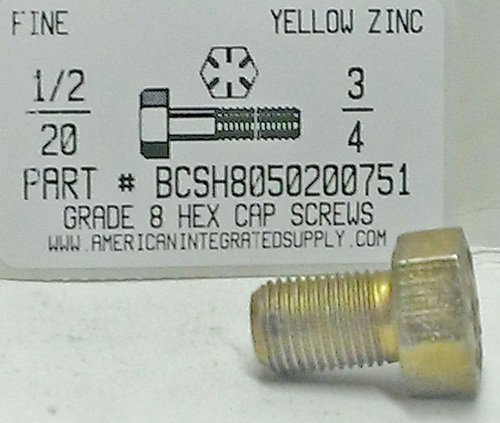 FINE YELLOW ZINC
1/2 3
20 4
PART # BCSH8050200751
GRADE 8 HEX CAP SCREWS
WWW.AMERICANINTEGRATEDSUPPLY.COM